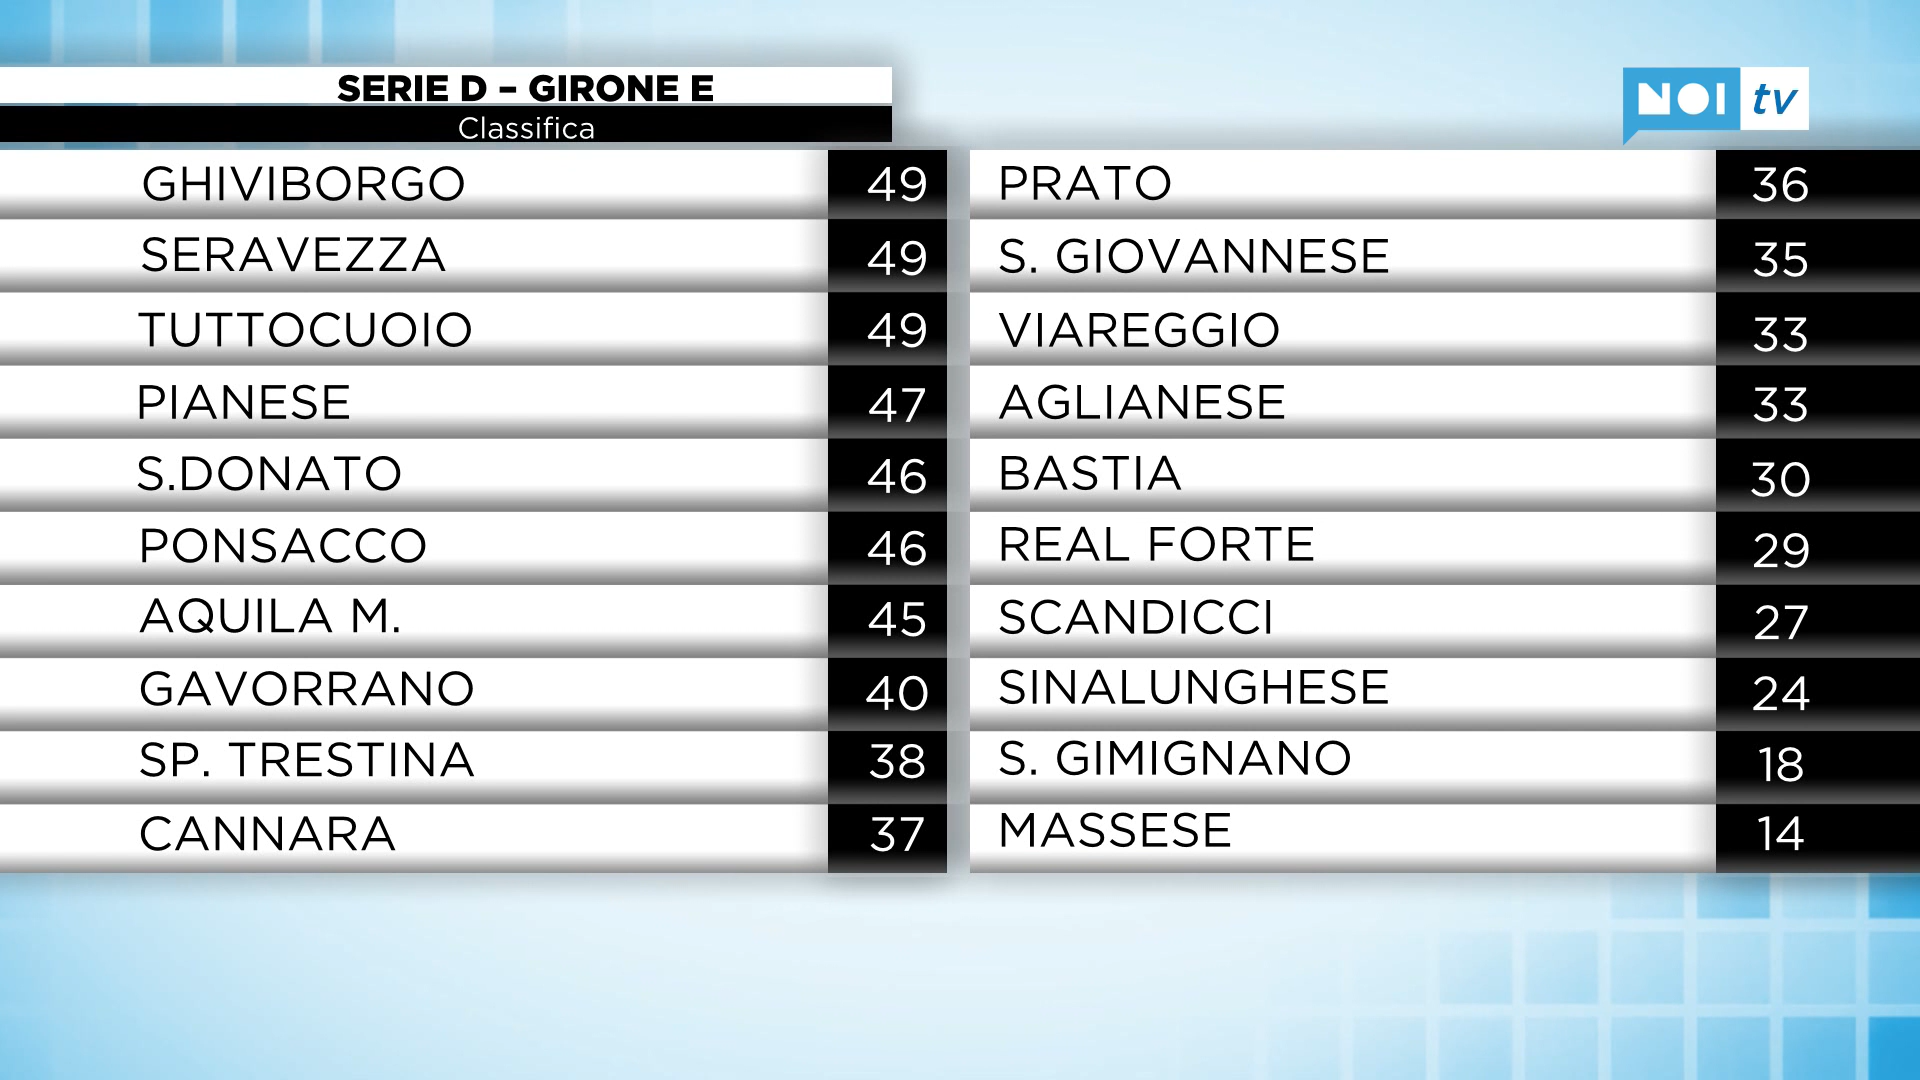 SERIE D – GIRONE E
Classifica
NOI tv
GHIVIBORGO 49
SERAVEZZA 49
TUTTOCUOIO 49
PIANESE 47
S.DONATO 46
PONSACCO 46
AQUILA M. 45
GAVORRANO 40
SP. TRESTINA 38
CANNARA 37
PRATO 36
S. GIOVANNESE 35
VIAREGGIO 33
AGLIANESE 33
BASTIA 30
REAL FORTE 29
SCANDICCI 27
SINALUNGHESE 24
S. GIMIGNANO 18
MASSESE 14